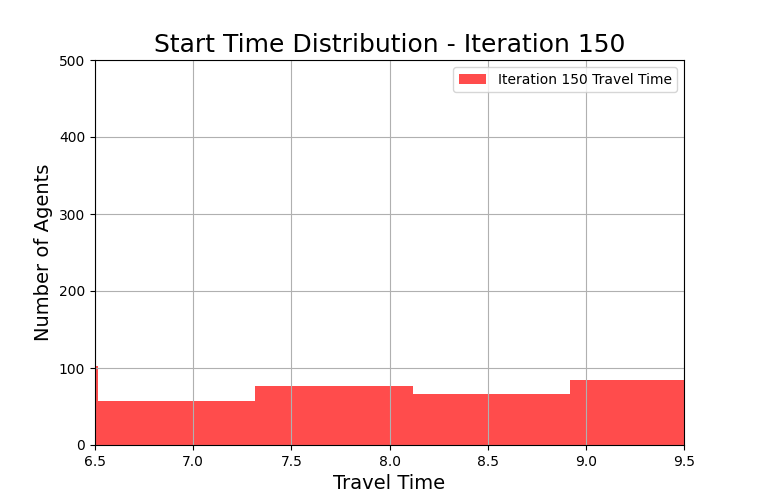 Start Time Distribution - Iteration 150
Iteration 150 Travel Time
Number of Agents
500
400
300
200
100
0
6.5 7.0 7.5 8.0 8.5 9.0 9.5
Travel Time